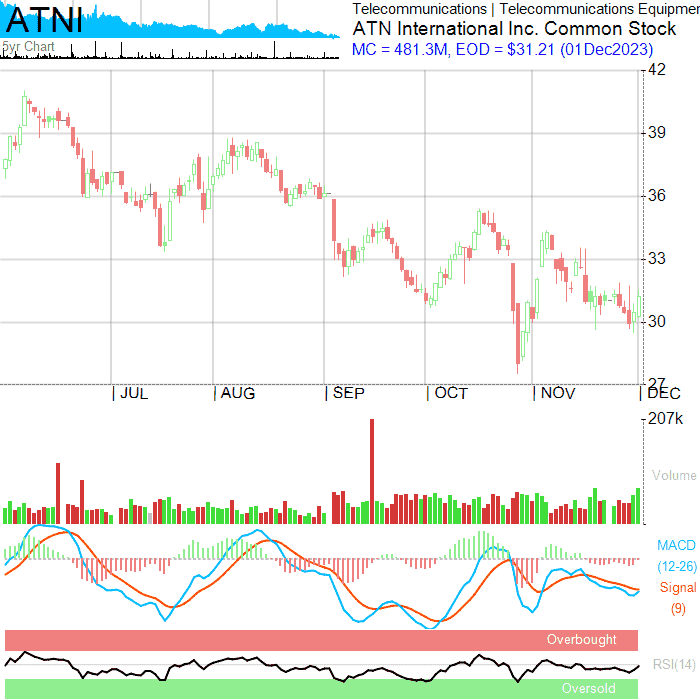 ATNI
5yr Chart
Telecommunications | Telecommunications Equipmen
ATN International Inc. Common Stock
MC = 481.3M, EOD = $31.21 (01Dec2023)
42
39
36
33
30
27
JUL
AUG
SEP
OCT
NOV
DEC
207k
Volume
MACD
(12-26)
Signal
(9)
Overbought
RSI(14)
Oversold